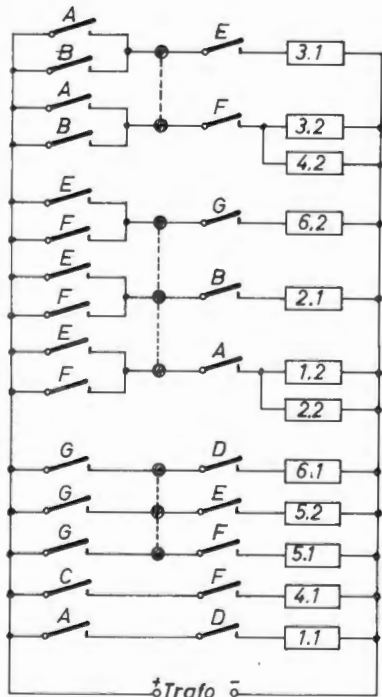 A
E
3.1
B
A
F
3.2
B
4.2
E
G
6.2
F
E
B
2.1
F
E
A
1.2
F
2.2
G D 6.1
G E 5.2
G F 5.1
C F 4.1
A D 1.1
+ Trafo -